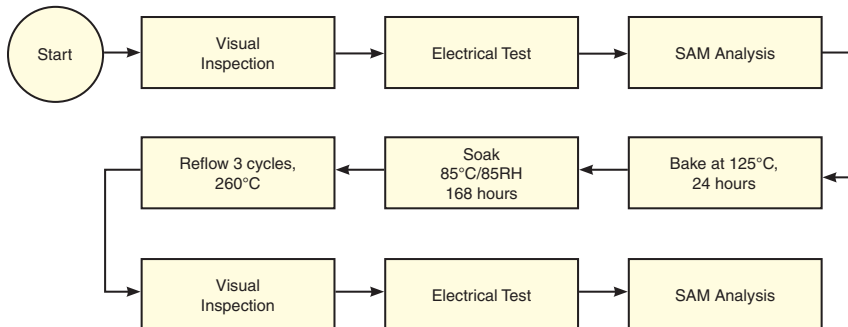 Start
Visual
Inspection
Electrical Test
SAM Analysis
Bake at 125°C,
24 hours
Soak
85°C/85RH
168 hours
Reflow 3 cycles,
260°C
Visual
Inspection
Electrical Test
SAM Analysis